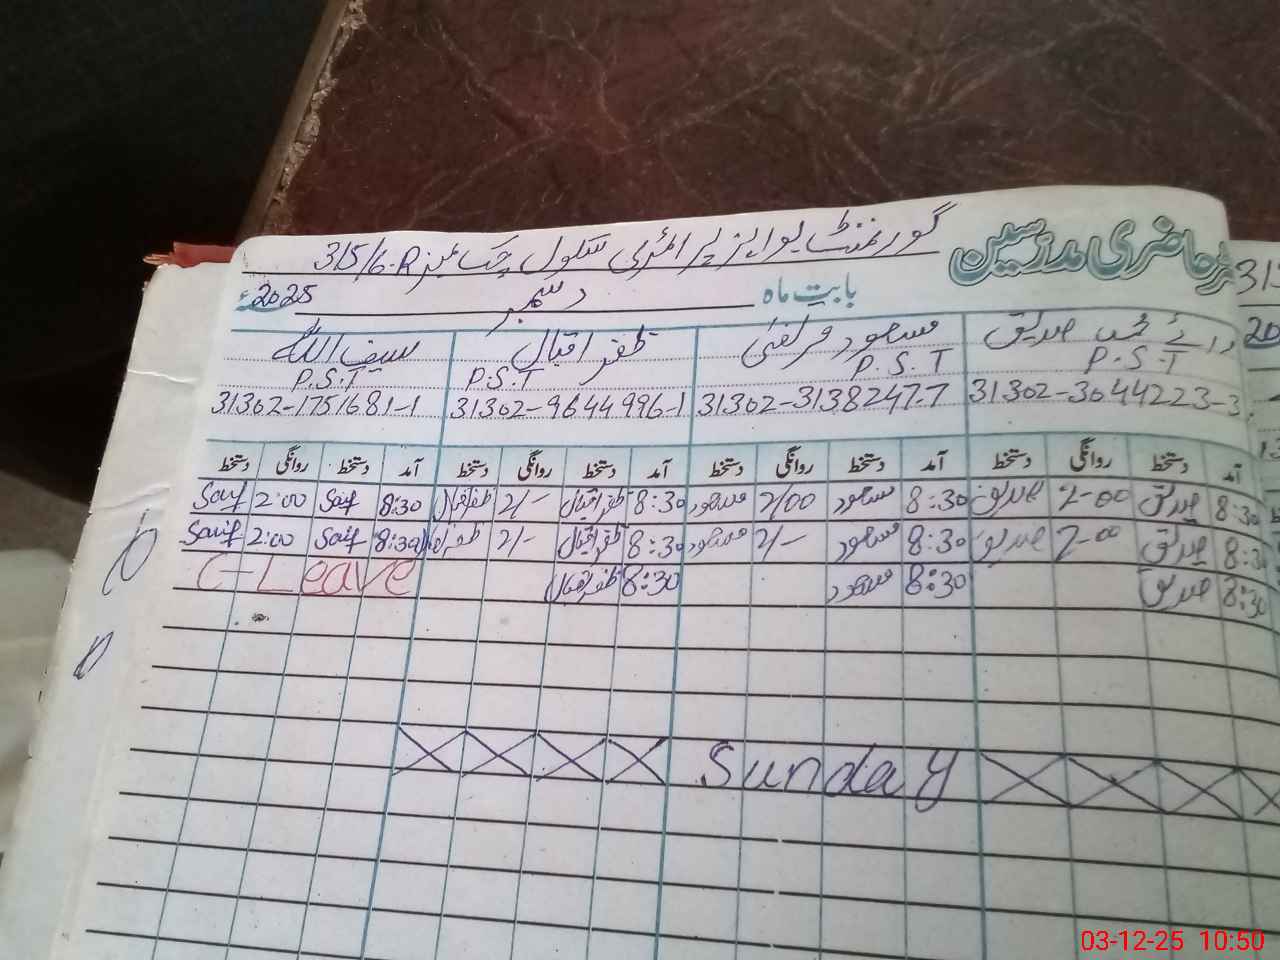 رجسٹر حاضری مدرسین گورنمنٹ بوائز پرائمری سکول چک نمبر 315/6-R
بابت ماہ دسمبر 2025ء
رائے محمد صدیق مسعود مرتضیٰ ظفر اقبال سیف اللہ
P.S.T P.S.T P.S.T P.S.T
31302-3044223-3 31302-3138247-7 31302-9644996-1 31302-1751681-1
آمد دستخط روانگی دستخط آمد دستخط روانگی دستخط آمد دستخط روانگی دستخط آمد دستخط روانگی دستخط
8:30 صدیق 2-00 صدیق 8:30 مسعود 2/00 مسعود 8:30 ظفر اقبال 2/- ظفر اقبال 8:30 Saif 2:00 Saif
8:30 صدیق 2-00 صدیق 8:30 مسعود 2/- مسعود 8:30 ظفر اقبال 2/- ظفر اقبال 8:30 Saif 2:00 Saif
8:30 صدیق 8:30 مسعود 8:30 ظفر اقبال C-Leave
Sunday
03-12-25 10:50